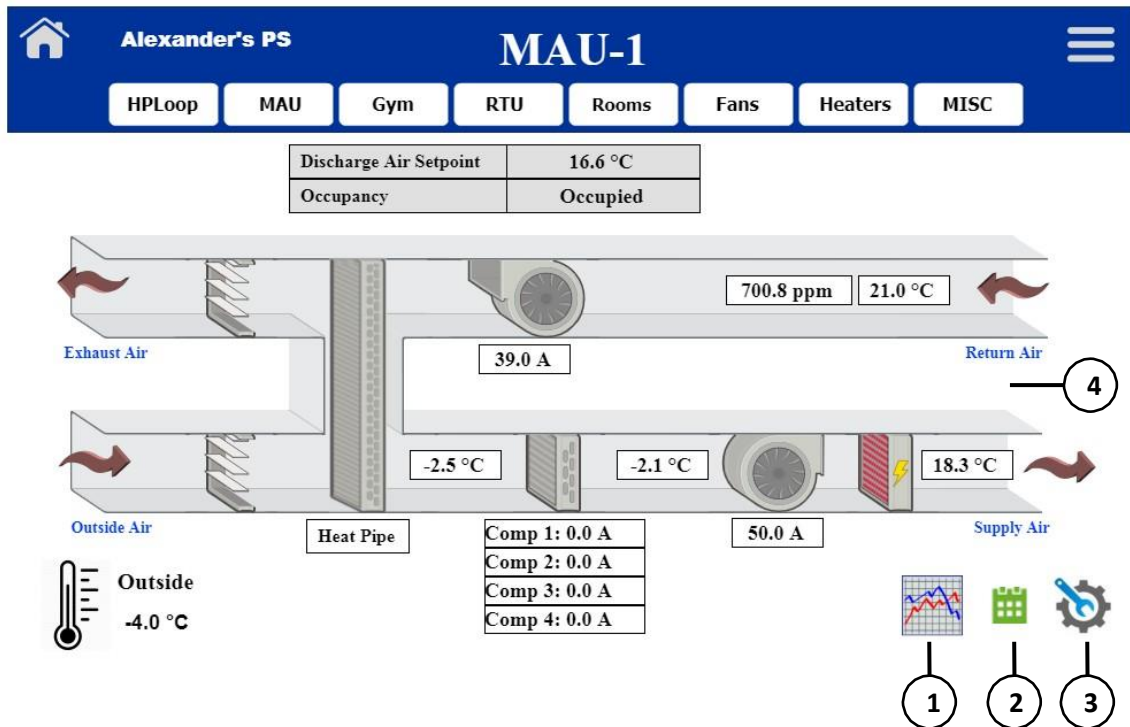 Alexander's PS
MAU-1
HPLoop MAU Gym RTU Rooms Fans Heaters MISC
Discharge Air Setpoint 16.6 °C
Occupancy Occupied
700.8 ppm 21.0 °C
Exhaust Air
39.0 A
Return Air
4
-2.5 °C -2.1 °C 18.3 °C
Outside Air
Heat Pipe
Comp 1: 0.0 A
50.0 A
Supply Air
Comp 2: 0.0 A
Comp 3: 0.0 A
Comp 4: 0.0 A
Outside
-4.0 °C
1 2 3